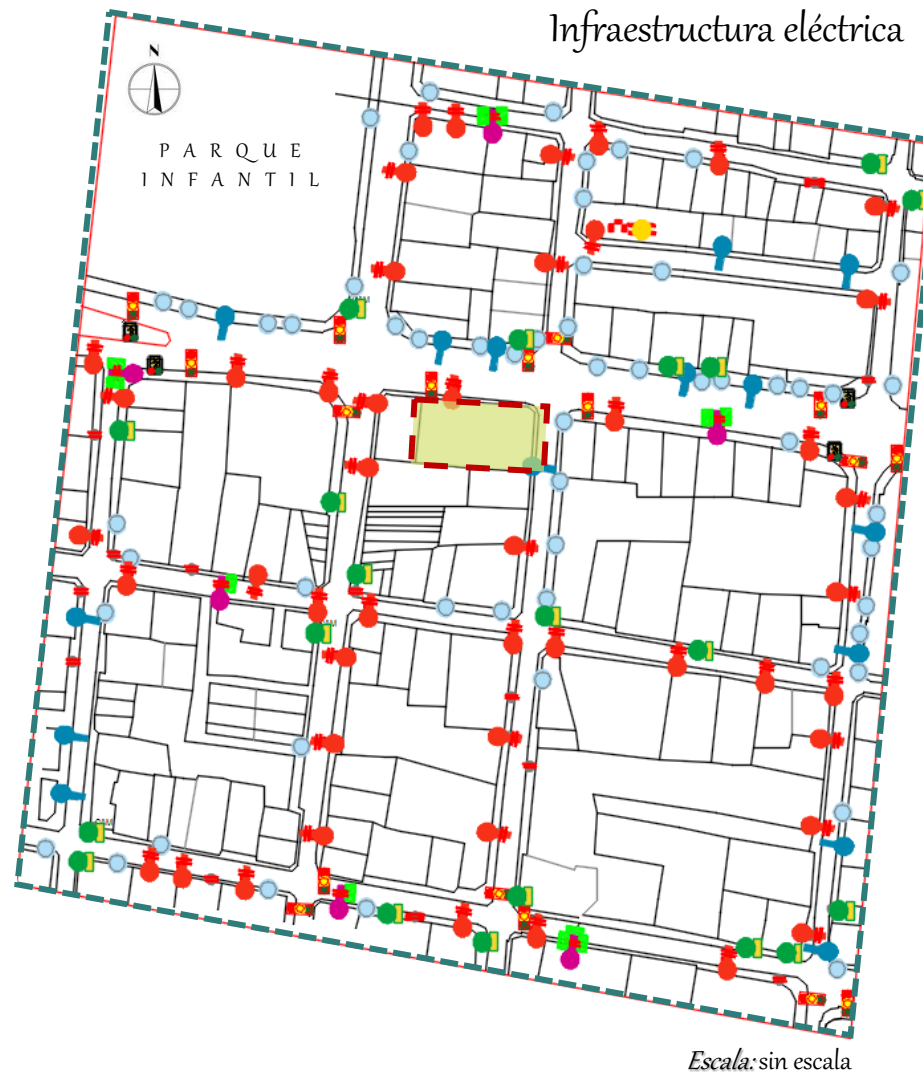 Infraestructura eléctrica
N
PARQUE
INFANTIL
Escala: sin escala